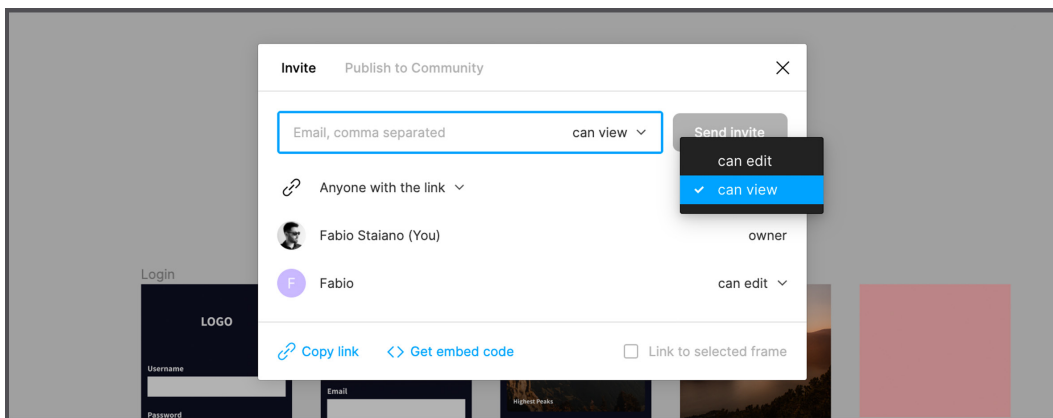 Invite Publish to Community
Email, comma separated can view Send invite
can edit
can view
Anyone with the link
Fabio Staiano (You) owner
F Fabio can edit
Copy link <> Get embed code Link to selected frame
Login
LOGO
Username
Password
Email
Highest Peaks